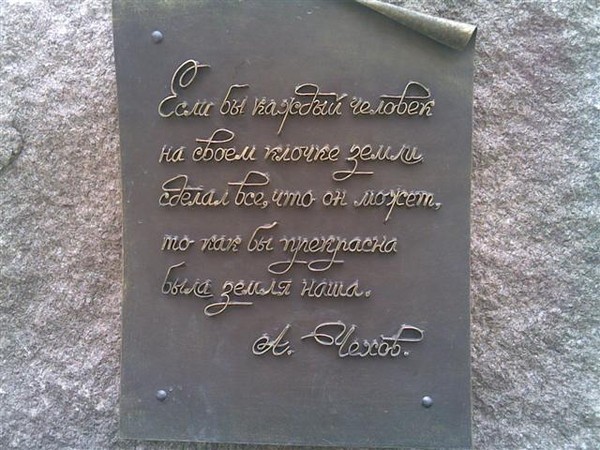 Если бы каждый человек
на своем клочке земли
сделал все, что он может,
то как бы прекрасна
была земля наша.
А. Чехов.